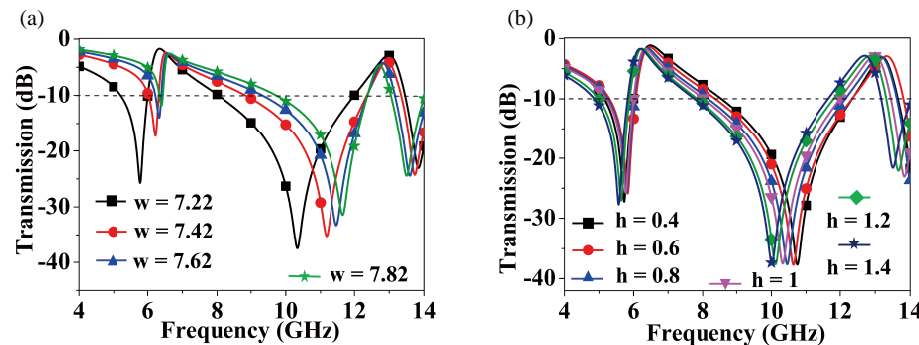 (a)
0
-10
-20
-30
-40
Transmission (dB)
w = 7.22
w = 7.42
w = 7.62
w = 7.82
4 6 8 10 12 14
Frequency (GHz)
(b)
0
-10
-20
-30
-40
Transmission (dB)
h = 0.4
h = 0.6
h = 0.8
h = 1
h = 1.2
h = 1.4
4 6 8 10 12 14
Frequency (GHz)